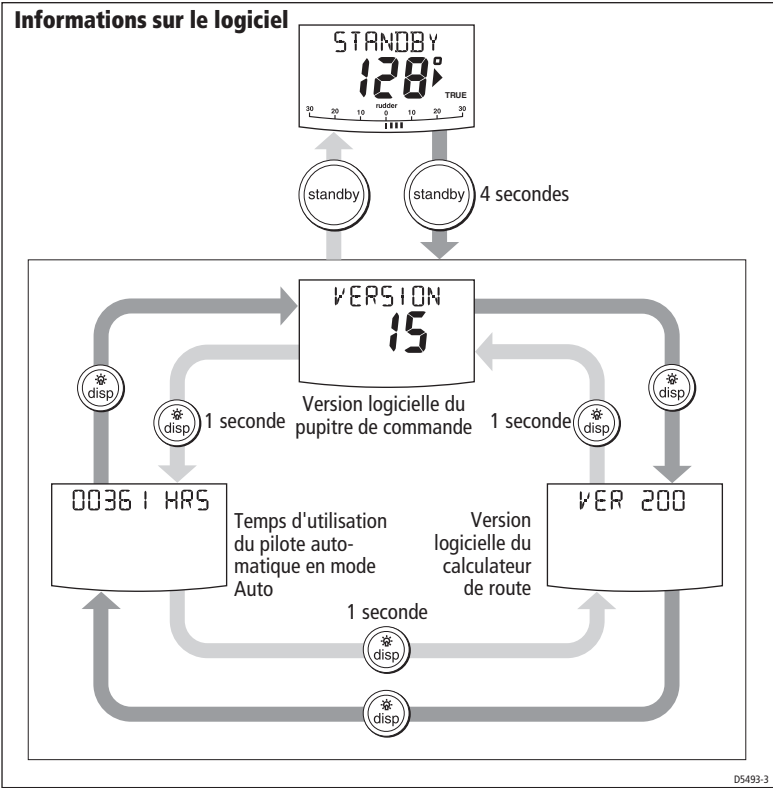 Informations sur le logiciel
STANDBY
128°
TRUE
rudder
30 20 10 0 10 20 30
standby
standby
4 secondes
VERSION
15
disp
disp
disp
1 seconde
Version logicielle du
pupitre de commande
1 seconde
disp
00361 HRS
Temps d'utilisation
du pilote auto-
matique en mode
Auto
Version
logicielle du
calculateur
de route
VER 200
1 seconde
disp
disp
D5493-3